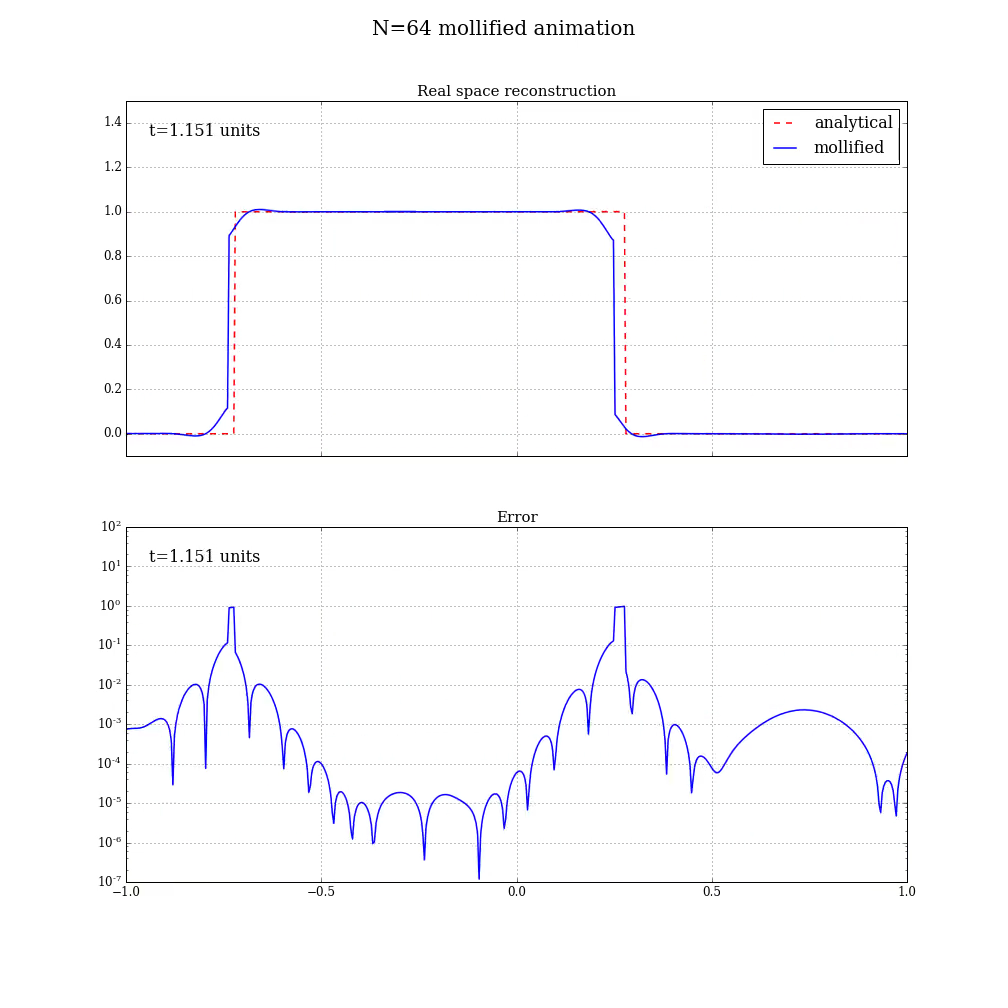 N=64 mollified animation
Real space reconstruction
t=1.151 units
analytical
mollified
1.4
1.2
1.0
0.8
0.6
0.4
0.2
0.0
Error
t=1.151 units
10²
10¹
10⁰
10⁻¹
10⁻²
10⁻³
10⁻⁴
10⁻⁵
10⁻⁶
10⁻⁷
−1.0 −0.5 0.0 0.5 1.0